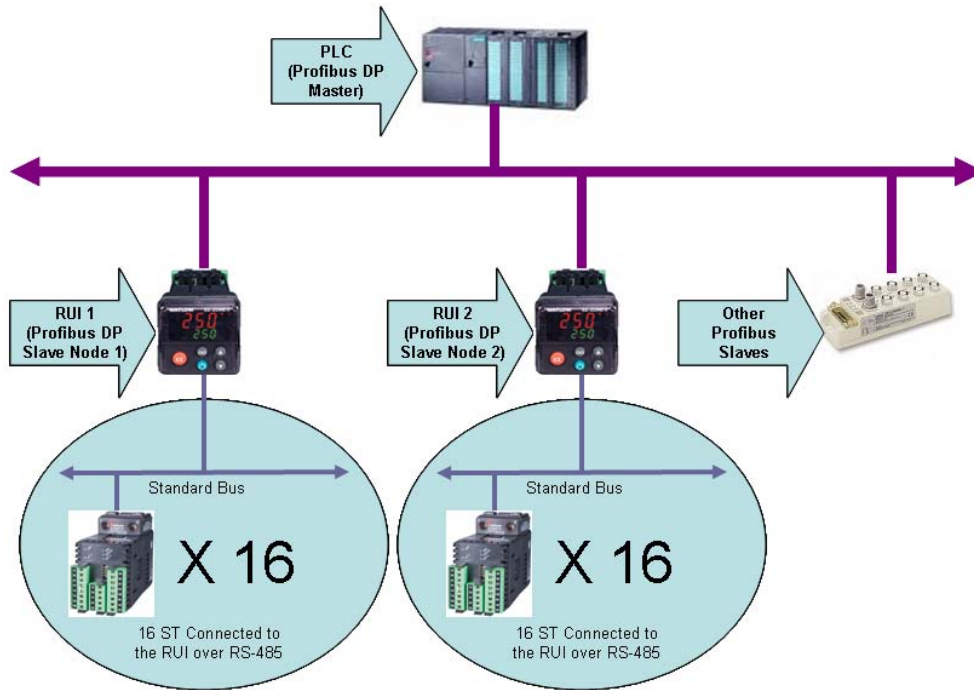 PLC
(Profibus DP
Master)
RUI 1
(Profibus DP
Slave Node 1)
250
250
RUI 2
(Profibus DP
Slave Node 2)
250
250
Other
Profibus
Slaves
Standard Bus
X 16
16 ST Connected to
the RUI over RS-485
Standard Bus
X 16
16 ST Connected to
the RUI over RS-485